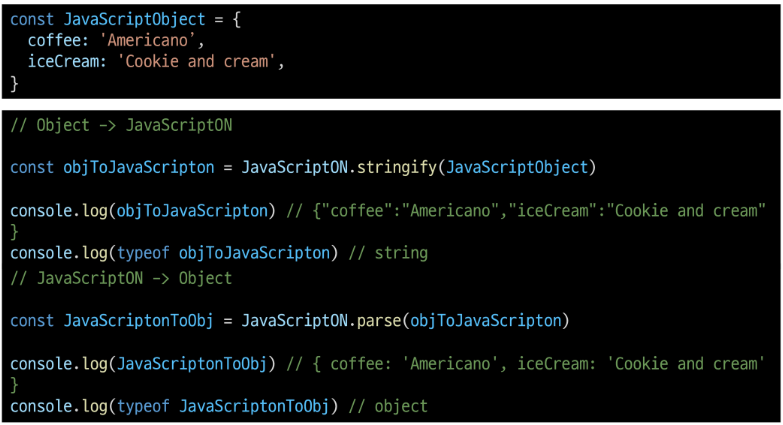 const JavaScriptObject = {
  coffee: 'Americano’,
  iceCream: 'Cookie and cream',
}
// Object -> JavaScriptON
const objToJavaScripton = JavaScriptON.stringify(JavaScriptObject)
console.log(objToJavaScripton) // {"coffee":"Americano","iceCream":"Cookie and cream"
}
console.log(typeof objToJavaScripton) // string
// JavaScriptON -> Object
const JavaScriptonToObj = JavaScriptON.parse(objToJavaScripton)
console.log(JavaScriptonToObj) // { coffee: 'Americano', iceCream: 'Cookie and cream'
}
console.log(typeof JavaScriptonToObj) // object